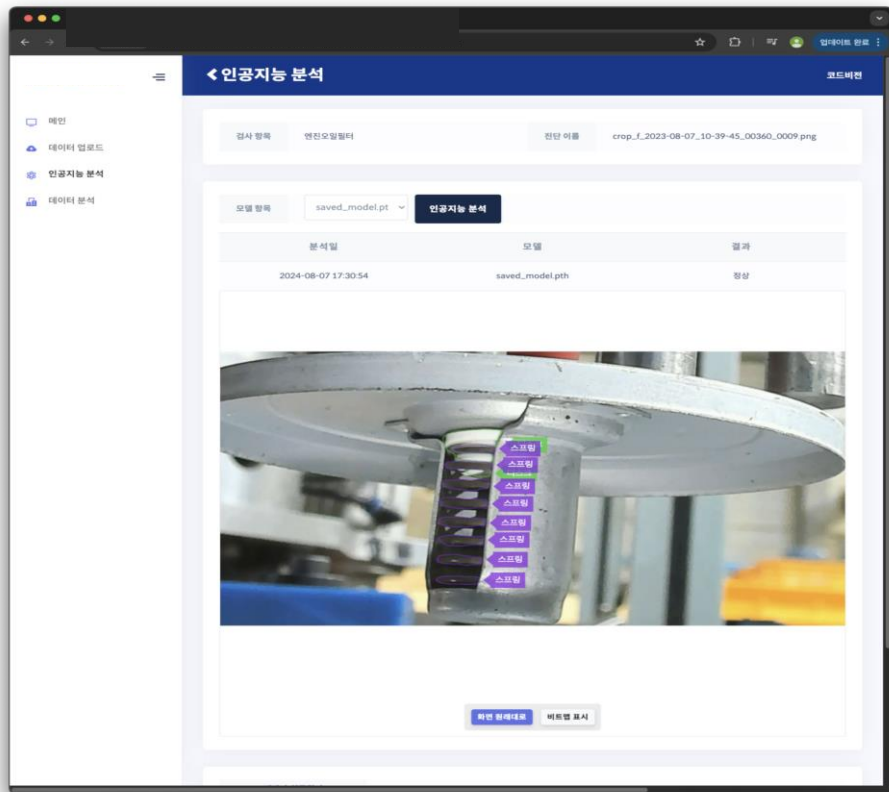 업데이트 완료
인공지능 분석
코드비전
메인
데이터 업로드
인공지능 분석
데이터 분석
검사 항목 엔진오일필터 진단 이름 crop_f_2023-08-07_10-39-45_00360_0009.png
모델 항목 saved_model.pt 인공지능 분석
분석일 모델 결과
2024-08-07 17:30:54 saved_model.pth 정상
스프링
스프링
스프링
스프링
스프링
스프링
스프링
스프링
화면 원래대로 비트맵 표시